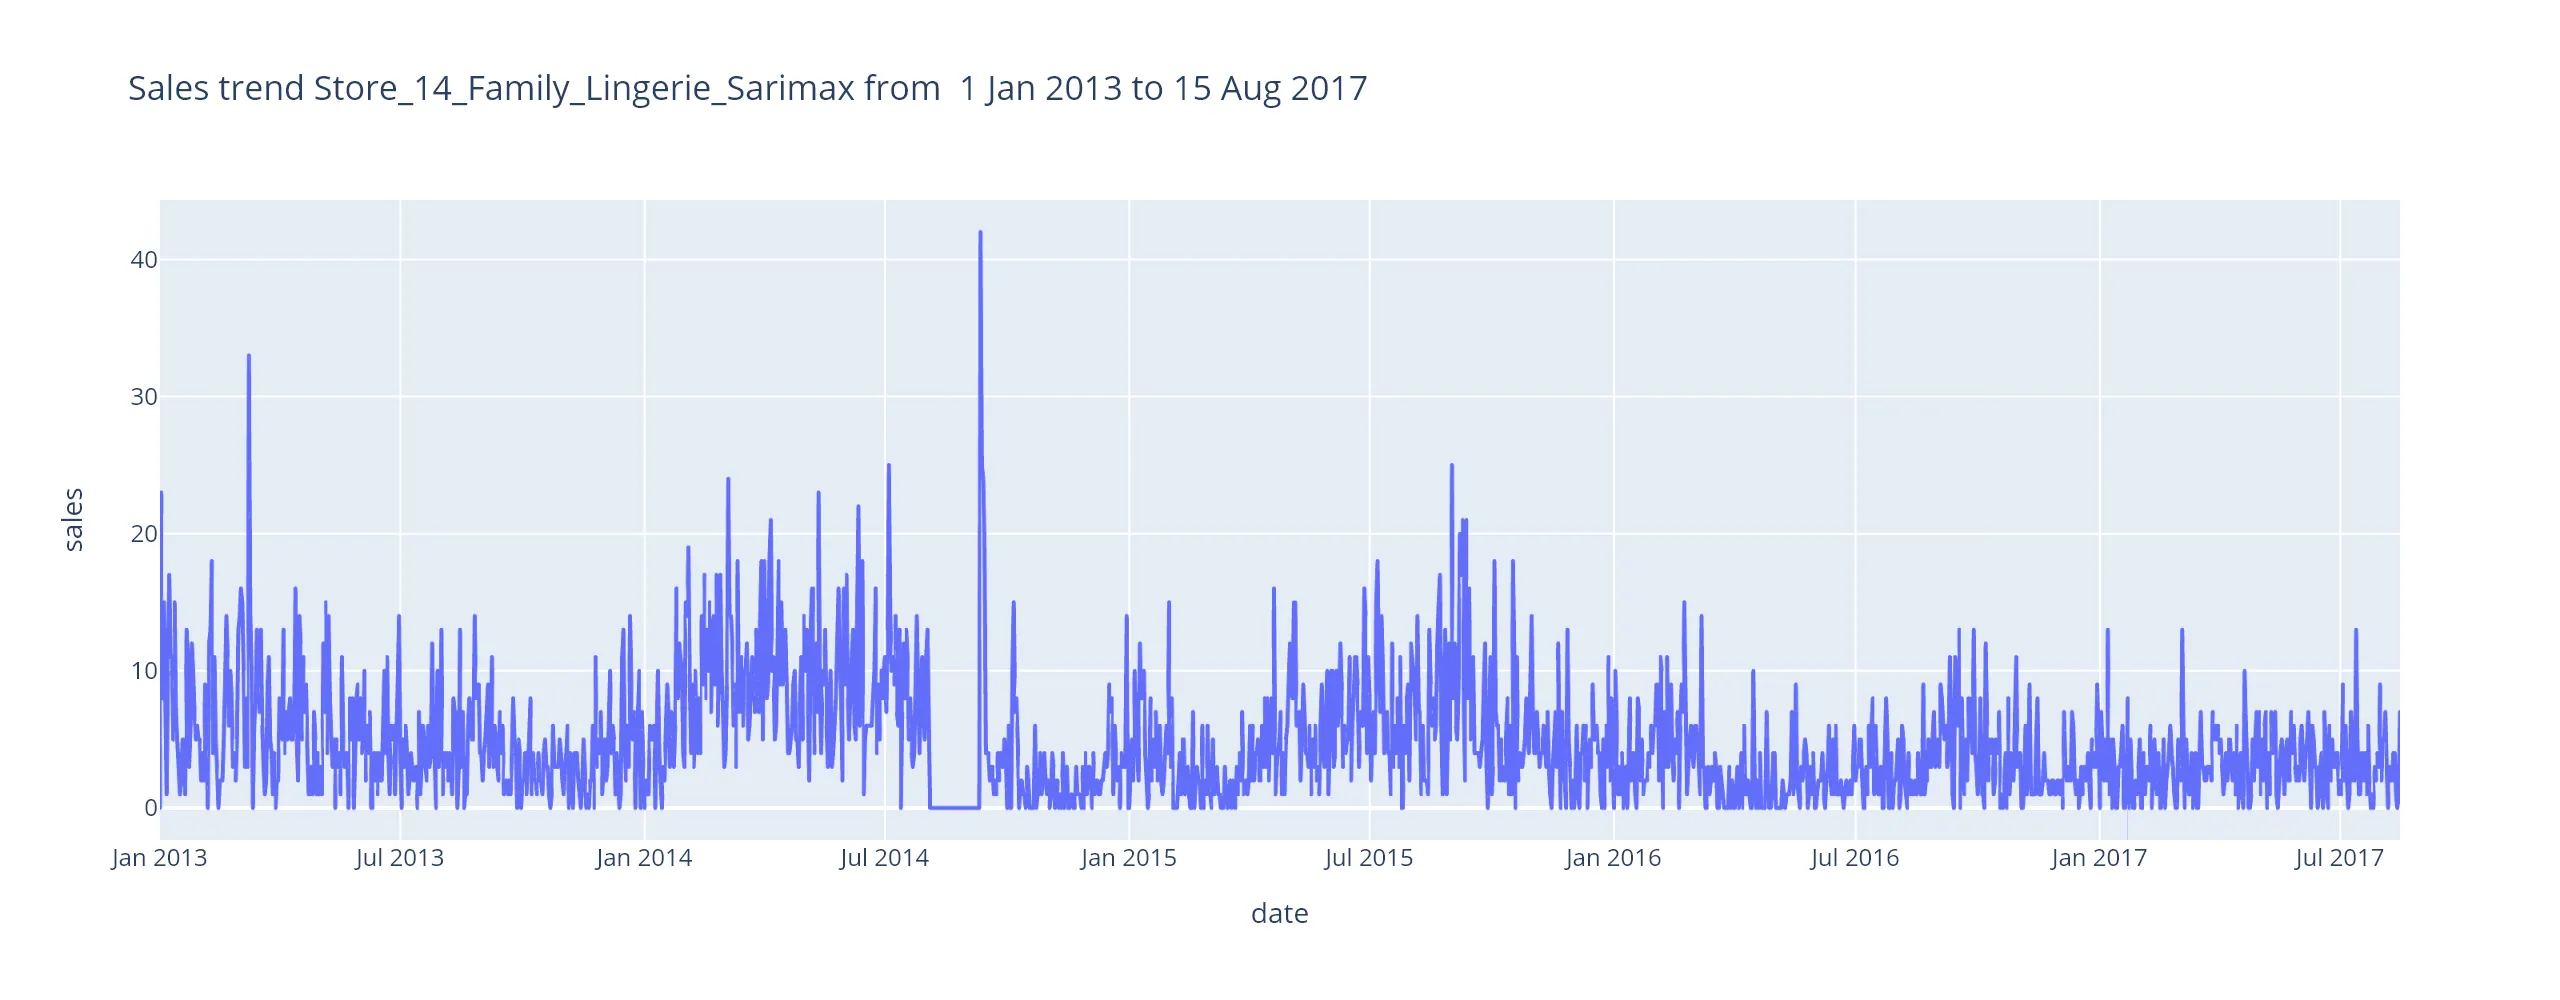 Sales trend Store_14_Family_Lingerie_Sarimax from  1 Jan 2013 to 15 Aug 2017
40
30
20
10
0
sales
Jan 2013 Jul 2013 Jan 2014 Jul 2014 Jan 2015 Jul 2015 Jan 2016 Jul 2016 Jan 2017 Jul 2017
date